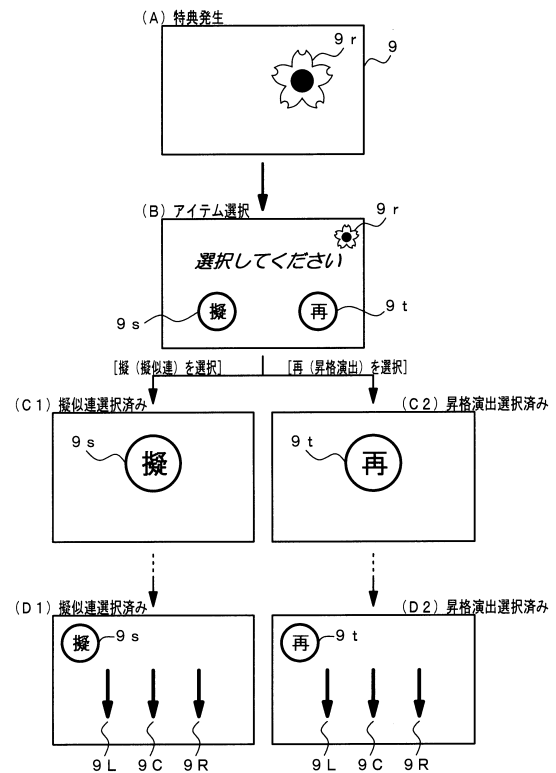 (A) 特典発生
9r
9
(B) アイテム選択
9r
選択してください
擬
再
9s
9t
[擬(擬似連)を選択]
[再(昇格演出)を選択]
(C1) 擬似連選択済み
(C2) 昇格演出選択済み
9s
擬
9t
再
(D1) 擬似連選択済み
(D2) 昇格演出選択済み
擬
9s
再
9t
9L 9C 9R
9L 9C 9R